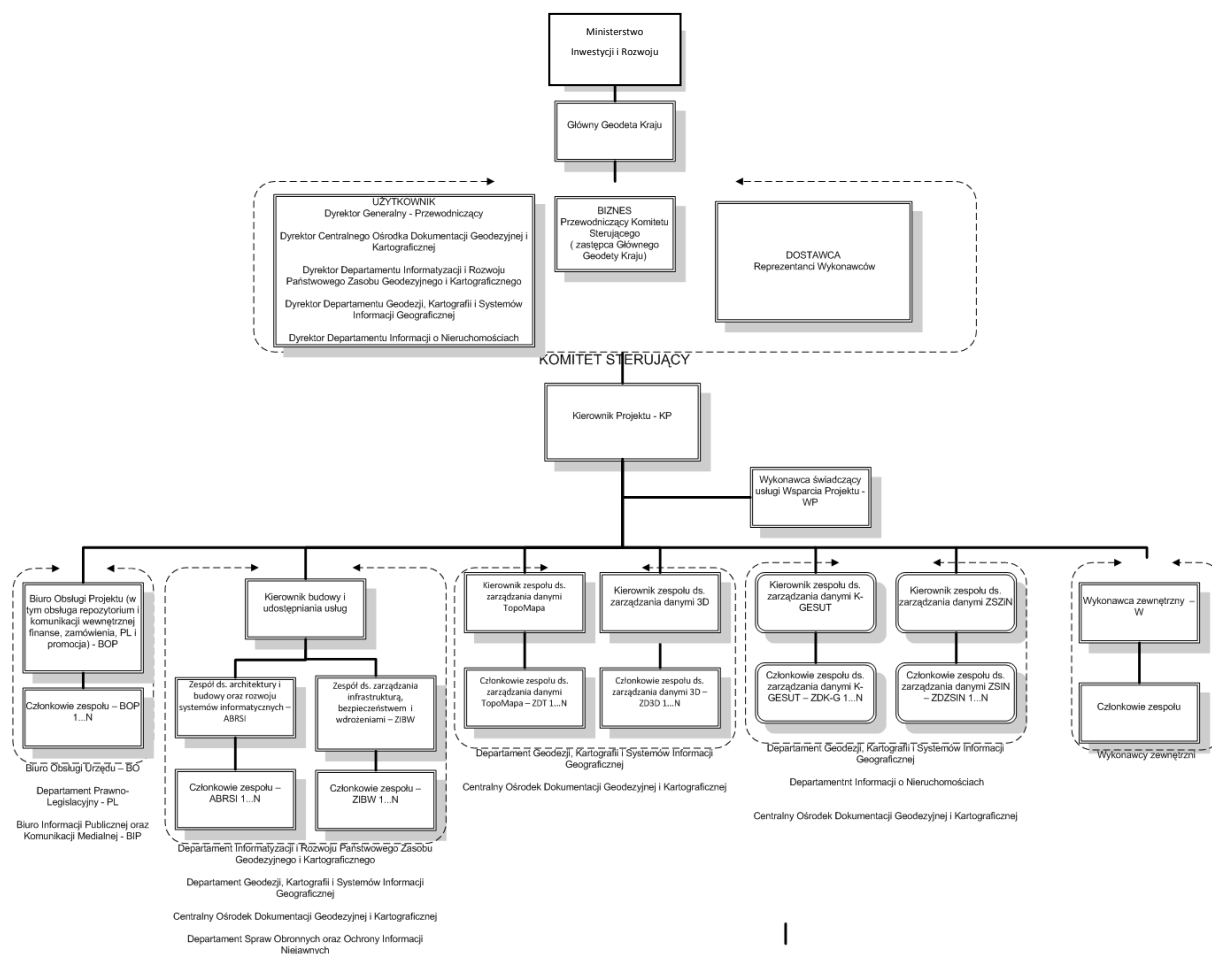 Ministerstwo
Inwestycji i Rozwoju
Główny Geodeta Kraju
UŻYTKOWNIK
Dyrektor Generalny - Przewodniczący
Dyrektor Centralnego Ośrodka Dokumentacji Geodezyjnej i
Kartograficznej
Dyrektor Departamentu Informatyzacji i Rozwoju
Państwowego Zasobu Geodezyjnego i Kartograficznego
Dyrektor Departamentu Geodezji, Kartografii i Systemów
Informacji Geograficznej
Dyrektor Departamentu Informacji o Nieruchomościach
BIZNES
Przewodniczący Komitetu
Sterującego
( zastępca Głównego
Geodety Kraju)
DOSTAWCA
Reprezentanci Wykonawców
KOMITET STERUJĄCY
Kierownik Projektu - KP
Wykonawca świadczący
usługi Wsparcia Projektu -
WP
Biuro Obsługi Projektu (w
tym obsługa repozytorium i
komunikacji wewnętrznej
finanse, zamówienia, PL i
promocja) - BOP
Członkowie zespołu – BOP
1...N
Biuro Obsługi Urzędu – BO
Departament Prawno-
Legislacyjny - PL
Biuro Informacji Publicznej oraz
Komunikacji Medialnej - BIP
Kierownik budowy i
udostępniania usług
Zespół ds. architektury i
budowy oraz rozwoju
systemów informatycznych –
ABRSI
Zespół ds. zarządzania
infrastrukturą,
bezpieczeństwem i
wdrożeniami – ZIBW
Członkowie zespołu –
ABRSI 1...N
Członkowie zespołu –
ZIBW 1...N
Departament Informatyzacji i Rozwoju Państwowego Zasobu
Geodezyjnego i Kartograficznego
Departament Geodezji, Kartografii i Systemów Informacji
Geograficznej
Centralny Ośrodek Dokumentacji Geodezyjnej i Kartograficznej
Departament Spraw Obronnych oraz Ochrony Informacji
Niejawnych
Kierownik zespołu ds.
zarządzania danymi
TopoMapa
Kierownik zespołu ds.
zarządzania danymi 3D
Członkowie zespołu ds.
zarządzania danymi
TopoMapa – ZDT 1...N
Członkowie zespołu ds.
zarządzania danymi 3D –
ZD3D 1...N
Departament Geodezji, Kartografii i Systemów Informacji
Geograficznej
Centralny Ośrodek Dokumentacji Geodezyjnej i Kartograficznej
Kierownik zespołu ds.
zarządzania danymi K-
GESUT
Kierownik zespołu ds.
zarządzania danymi ZSZiN
Członkowie zespołu ds.
zarządzania danymi K-
GESUT – ZDK-G 1...N
Członkowie zespołu ds.
zarządzania danymi ZSIN
– ZDZSIN 1...N
Departament Geodezji, Kartografii i Systemów Informacji
Geograficznej
Departamentnt Informacji o Nieruchomościach
Centralny Ośrodek Dokumentacji Geodezyjnej i Kartograficznej
Wykonawca zewnętrzny –
W
Członkowie zespołu
Wykonawcy zewnętrzni